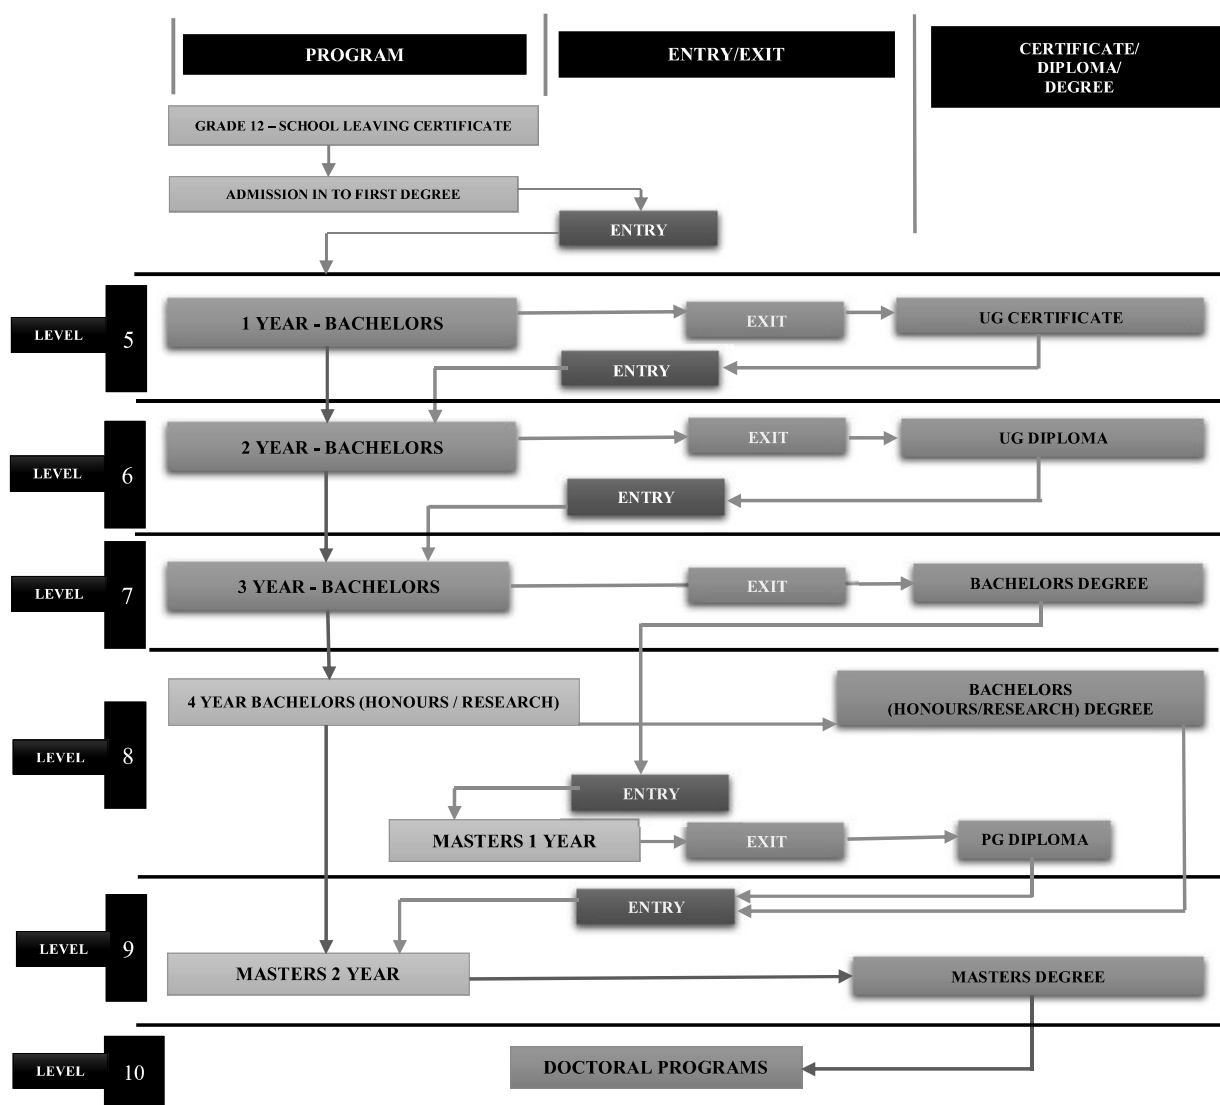 PROGRAM
ENTRY/EXIT
CERTIFICATE/
DIPLOMA/
DEGREE
GRADE 12 – SCHOOL LEAVING CERTIFICATE
ADMISSION IN TO FIRST DEGREE
ENTRY
LEVEL
5
1 YEAR - BACHELORS
EXIT
UG CERTIFICATE
ENTRY
LEVEL
6
2 YEAR - BACHELORS
EXIT
UG DIPLOMA
ENTRY
LEVEL
7
3 YEAR - BACHELORS
EXIT
BACHELORS DEGREE
LEVEL
8
4 YEAR BACHELORS (HONOURS / RESEARCH)
BACHELORS
(HONOURS/RESEARCH) DEGREE
ENTRY
MASTERS 1 YEAR
EXIT
PG DIPLOMA
LEVEL
9
ENTRY
MASTERS 2 YEAR
MASTERS DEGREE
LEVEL
10
DOCTORAL PROGRAMS